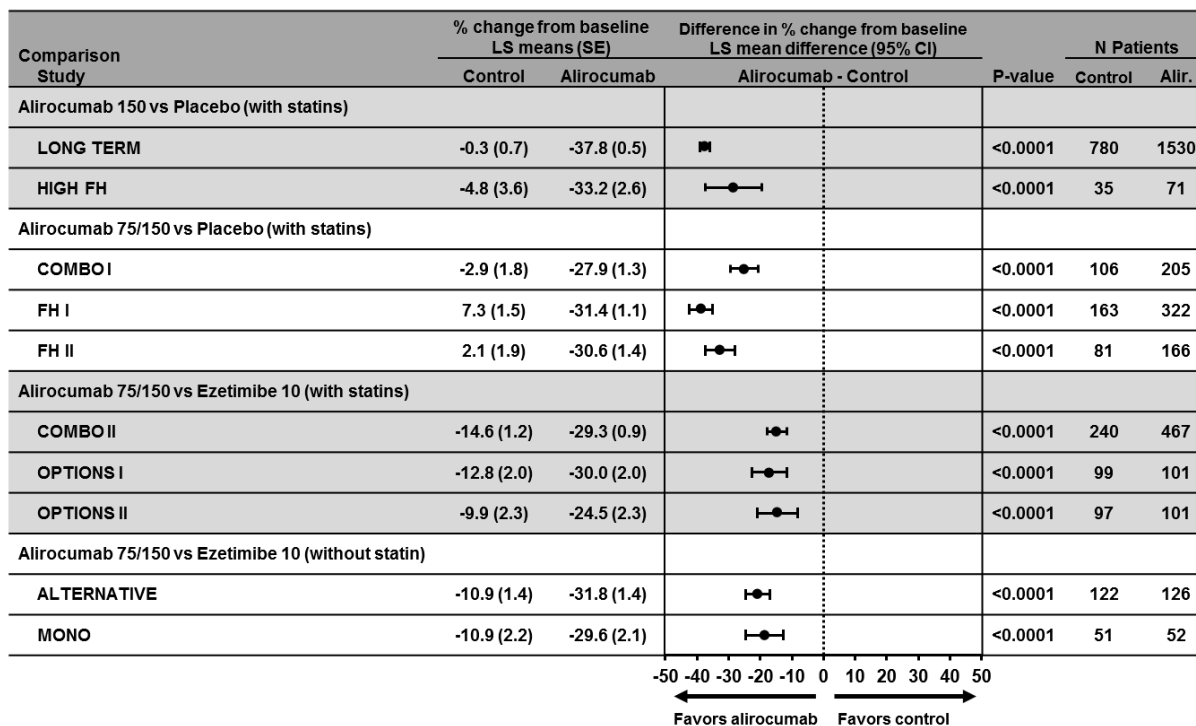 % change from baseline Difference in % change from baseline
LS means (SE) LS mean difference (95% CI) N Patients
Comparison
Study Control Alirocumab Alirocumab - Control P-value Control Alir.
Alirocumab 150 vs Placebo (with statins)
LONG TERM -0.3 (0.7) -37.8 (0.5) <0.0001 780 1530
HIGH FH -4.8 (3.6) -33.2 (2.6) <0.0001 35 71
Alirocumab 75/150 vs Placebo (with statins)
COMBO I -2.9 (1.8) -27.9 (1.3) <0.0001 106 205
FH I 7.3 (1.5) -31.4 (1.1) <0.0001 163 322
FH II 2.1 (1.9) -30.6 (1.4) <0.0001 81 166
Alirocumab 75/150 vs Ezetimibe 10 (with statins)
COMBO II -14.6 (1.2) -29.3 (0.9) <0.0001 240 467
OPTIONS I -12.8 (2.0) -30.0 (2.0) <0.0001 99 101
OPTIONS II -9.9 (2.3) -24.5 (2.3) <0.0001 97 101
Alirocumab 75/150 vs Ezetimibe 10 (without statin)
ALTERNATIVE -10.9 (1.4) -31.8 (1.4) <0.0001 122 126
MONO -10.9 (2.2) -29.6 (2.1) <0.0001 51 52
-50 -40 -30 -20 -10 0 10 20 30 40 50
Favors alirocumab Favors control